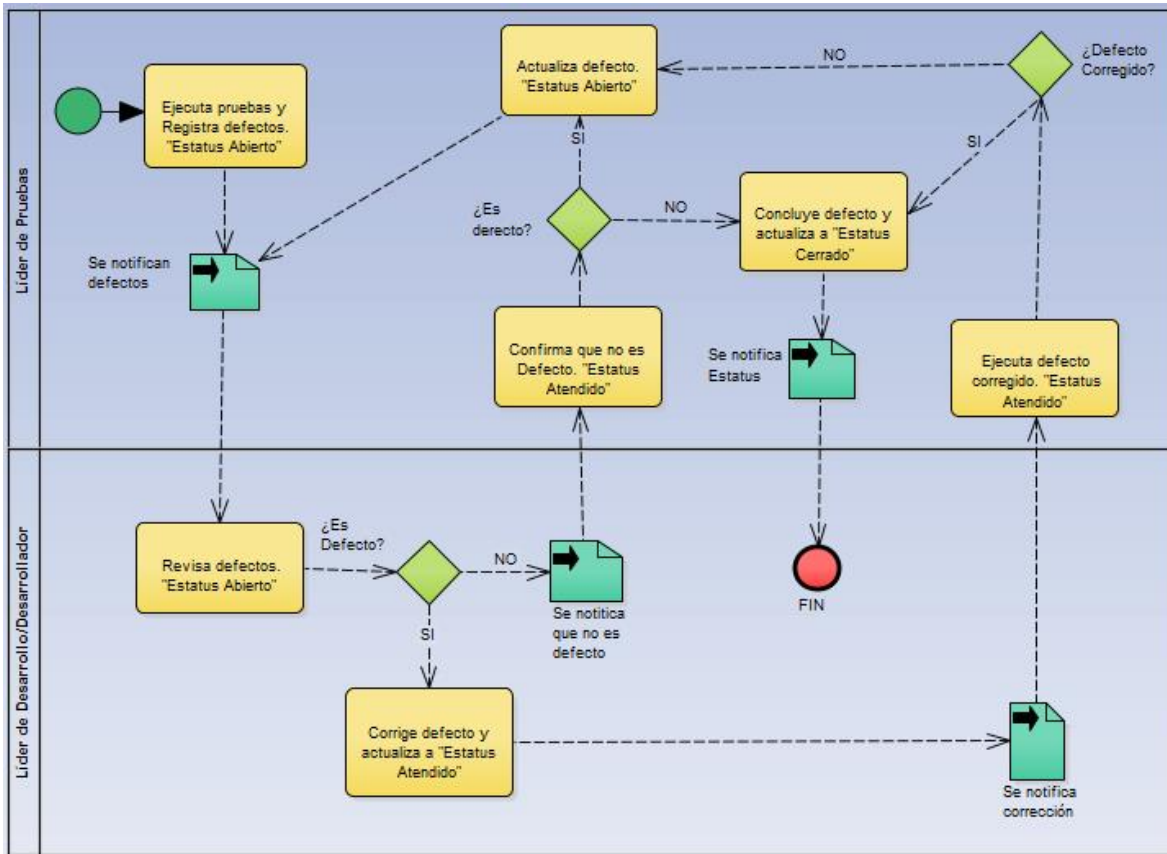 Líder de Pruebas
Ejecuta pruebas y
Registra defectos.
"Estatus Abierto"
Actualiza defecto.
"Estatus Abierto"
NO
¿Defecto
Corregido?
SI
SI
¿Es
derecto?
NO
Concluye defecto y
actualiza a "Estatus
Cerrado"
Se notifican
defectos
Confirma que no es
Defecto. "Estatus
Atendido"
Se notifica
Estatus
Ejecuta defecto
corregido. "Estatus
Atendido"
Líder de Desarrollo/Desarrollador
Revisa defectos.
"Estatus Abierto"
¿Es
Defecto?
NO
SI
Se notitica
que no es
defecto
FIN
Corrige defecto y
actualiza a "Estatus
Atendido"
Se notifica
corrección